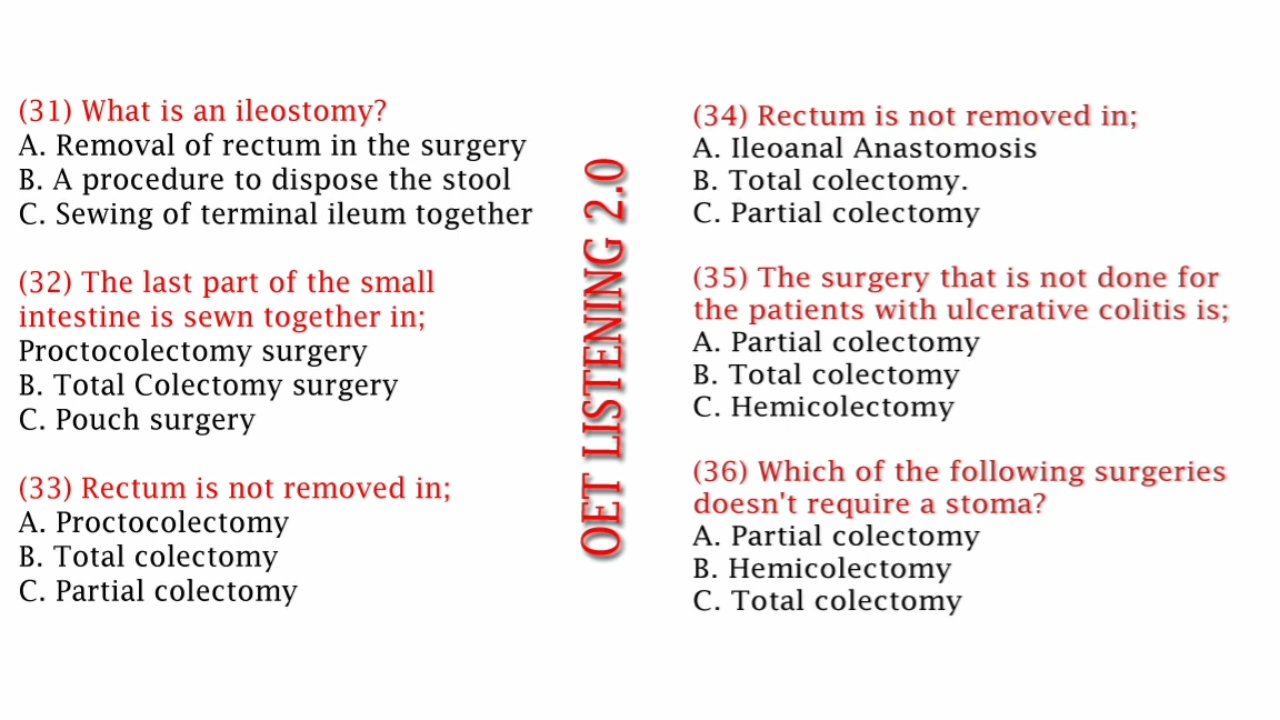 (31) What is an ileostomy?
A. Removal of rectum in the surgery
B. A procedure to dispose the stool
C. Sewing of terminal ileum together
(32) The last part of the small
intestine is sewn together in;
Proctocolectomy surgery
B. Total Colectomy surgery
C. Pouch surgery
(33) Rectum is not removed in;
A. Proctocolectomy
B. Total colectomy
C. Partial colectomy
OET LISTENING 2.0
(34) Rectum is not removed in;
A. Ileoanal Anastomosis
B. Total colectomy.
C. Partial colectomy
(35) The surgery that is not done for
the patients with ulcerative colitis is;
A. Partial colectomy
B. Total colectomy
C. Hemicolectomy
(36) Which of the following surgeries
doesn't require a stoma?
A. Partial colectomy
B. Hemicolectomy
C. Total colectomy